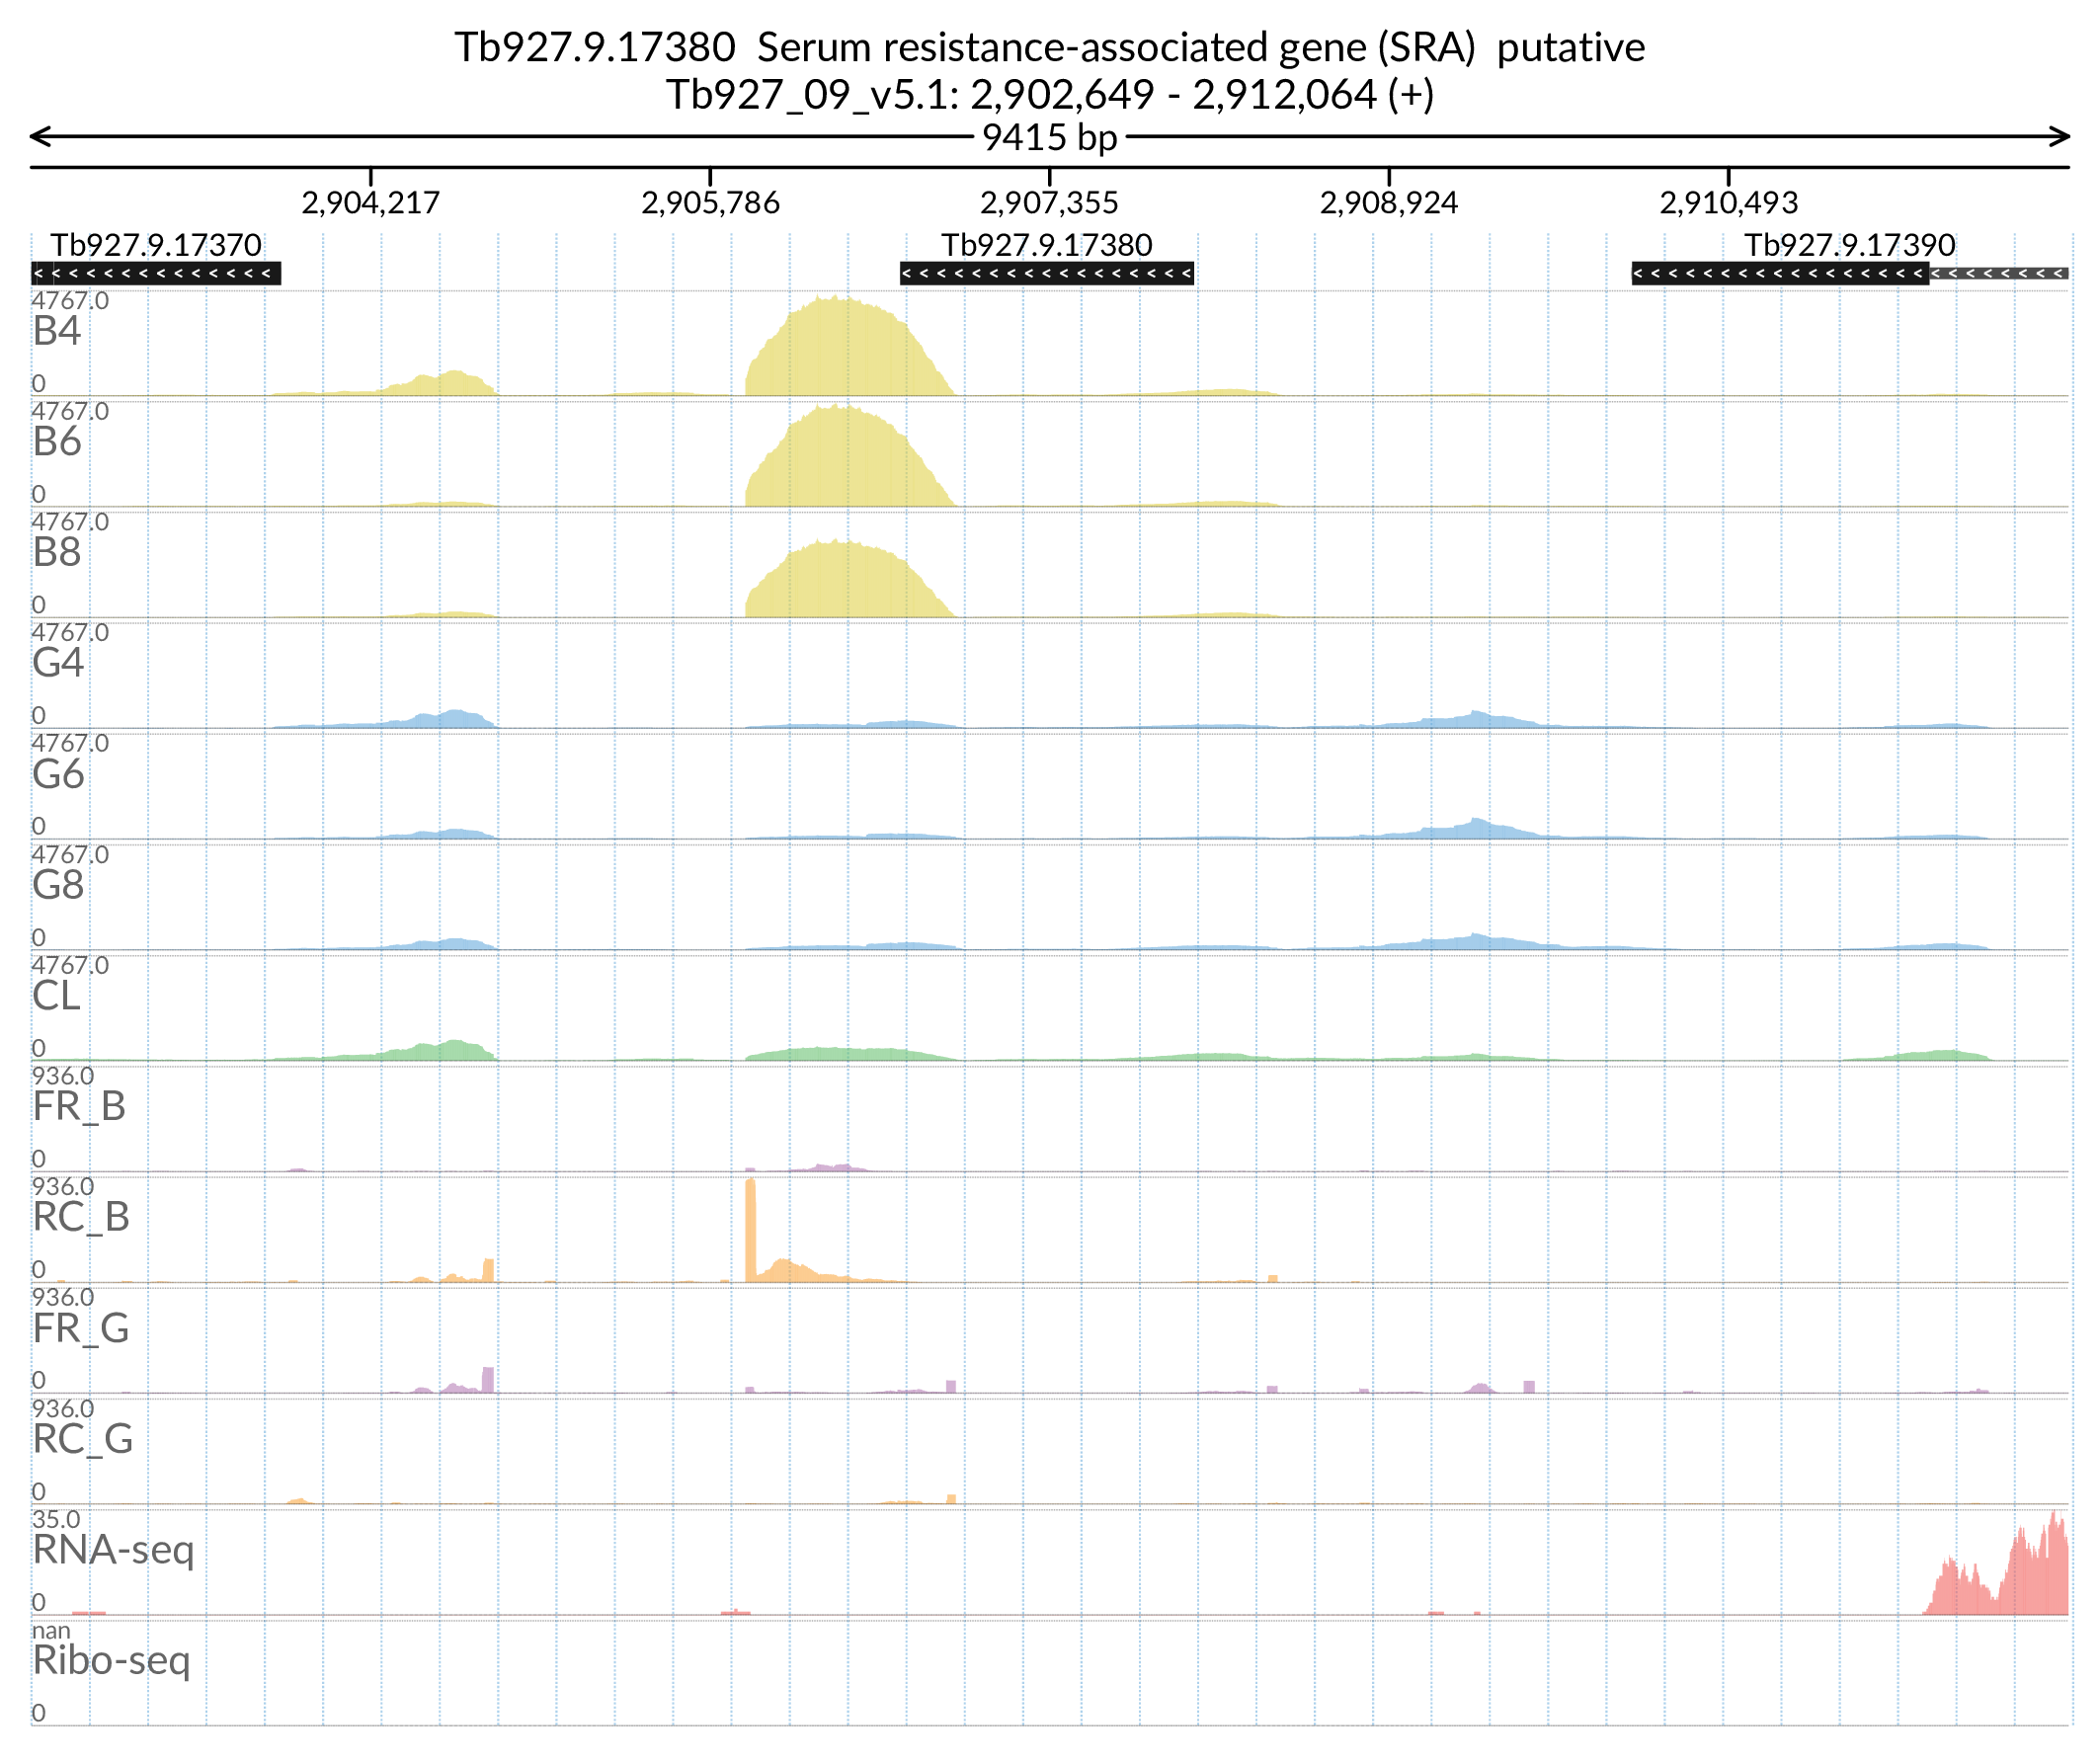 Tb927.9.17380 Serum resistance-associated gene (SRA) putative
Tb927_09_v5.1: 2,902,649 - 2,912,064 (+)
9415 bp
2,904,217 2,905,786 2,907,355 2,908,924 2,910,493
Tb927.9.17370 Tb927.9.17380 Tb927.9.17390
4767.0
B4
0
4767.0
B6
0
4767.0
B8
0
4767.0
G4
0
4767.0
G6
0
4767.0
G8
0
4767.0
CL
0
936.0
FR_B
0
936.0
RC_B
0
936.0
FR_G
0
936.0
RC_G
0
35.0
RNA-seq
0
nan
Ribo-seq
0